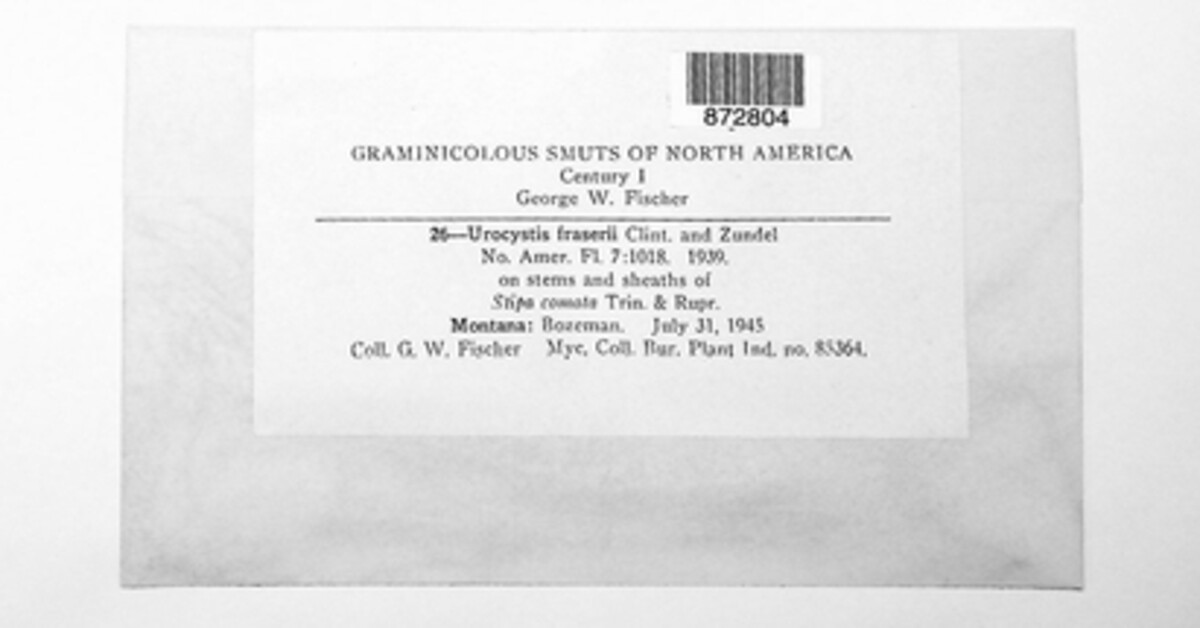 872804
GRAMINICOLOUS SMUTS OF NORTH AMERICA
Century I
George W. Fischer
26—Urocystis fraserii Clint. and Zundel
No. Amer. Fl. 7:1018. 1939.
on stems and sheaths of
Stipa comata Trin. & Rupr.
Montana: Bozeman. July 31, 1945
Coll. G. W. Fischer Myc. Coll. Bur. Plant Ind. no. 85364.